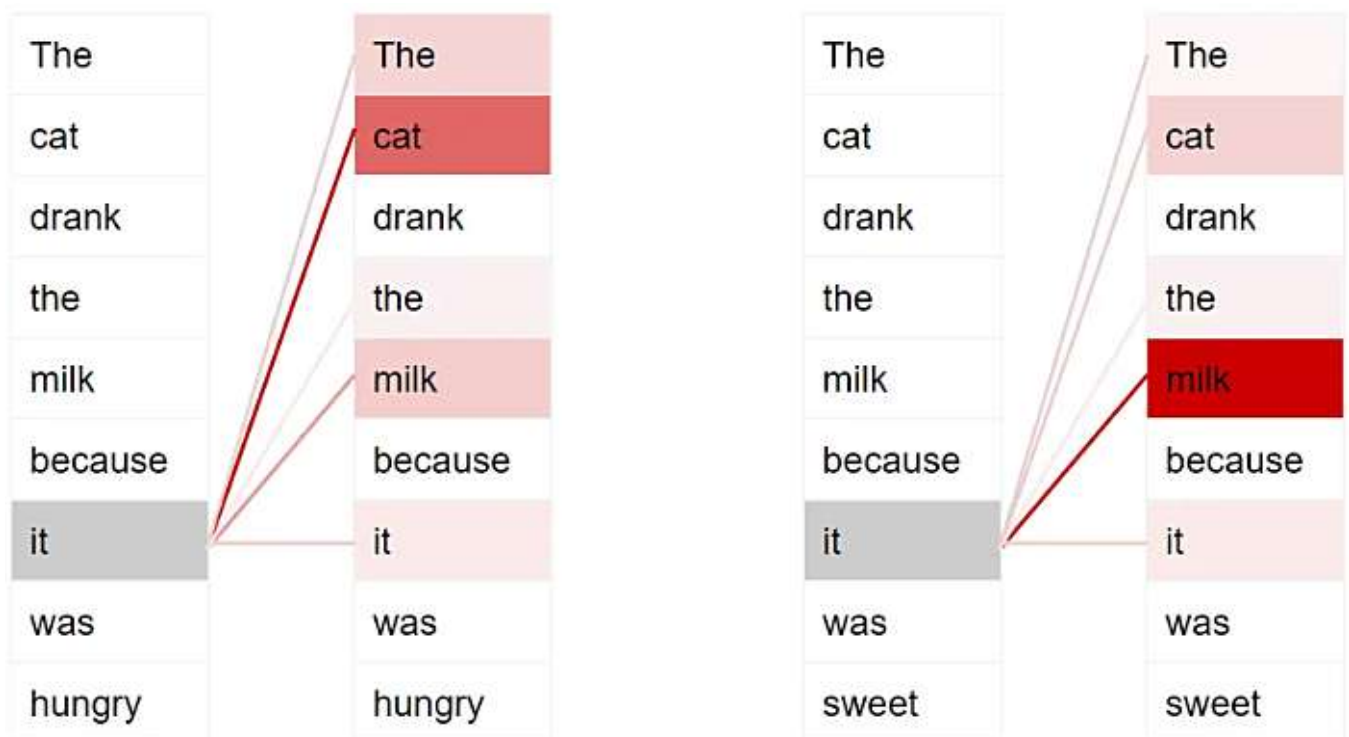 The
cat
drank
the
milk
because
it
was
hungry
The
cat
drank
the
milk
because
it
was
hungry
The
cat
drank
the
milk
because
it
was
sweet
The
cat
drank
the
milk
because
it
was
sweet